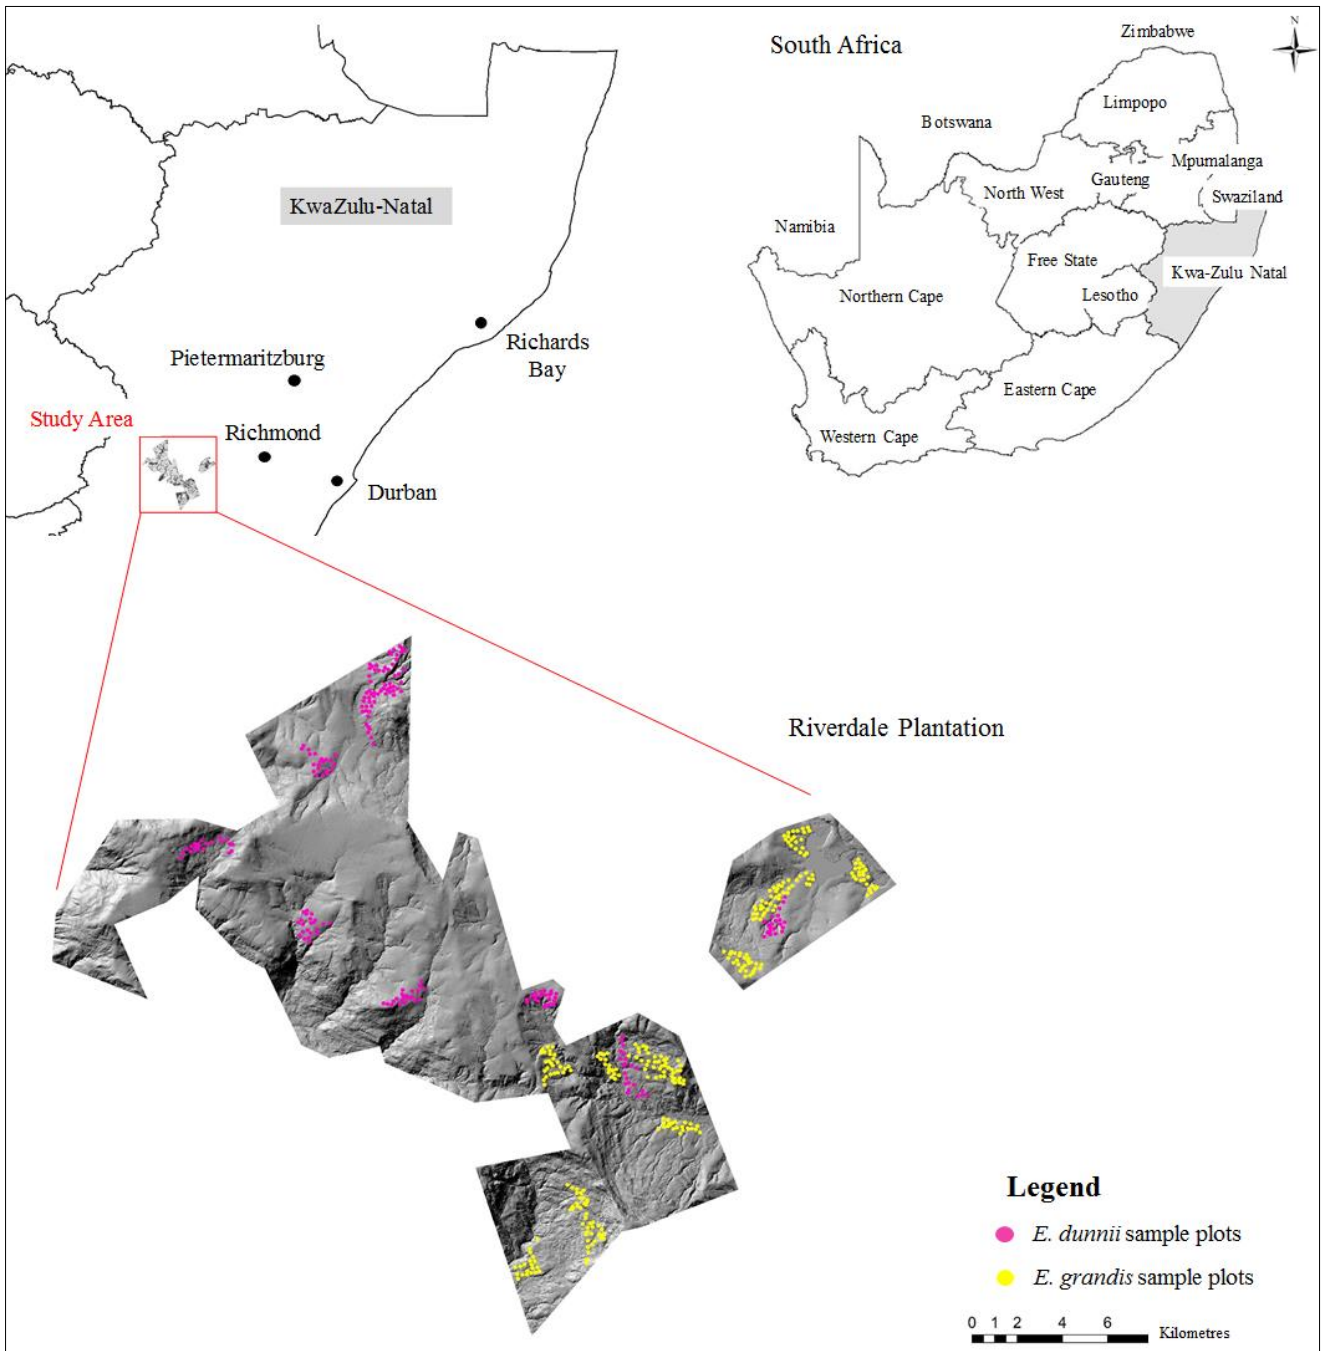 South Africa
Zimbabwe
N
Limpopo
Botswana
Mpumalanga
Gauteng
North West
Swaziland
KwaZulu-Natal
Namibia
Free State
Kwa-Zulu Natal
Northern Cape
Lesotho
Richards
Bay
Pietermaritzburg
Eastern Cape
Study Area
Richmond
Western Cape
Durban
Riverdale Plantation
Legend
E. dunnii sample plots
E. grandis sample plots
0 1 2 4 6
Kilometres